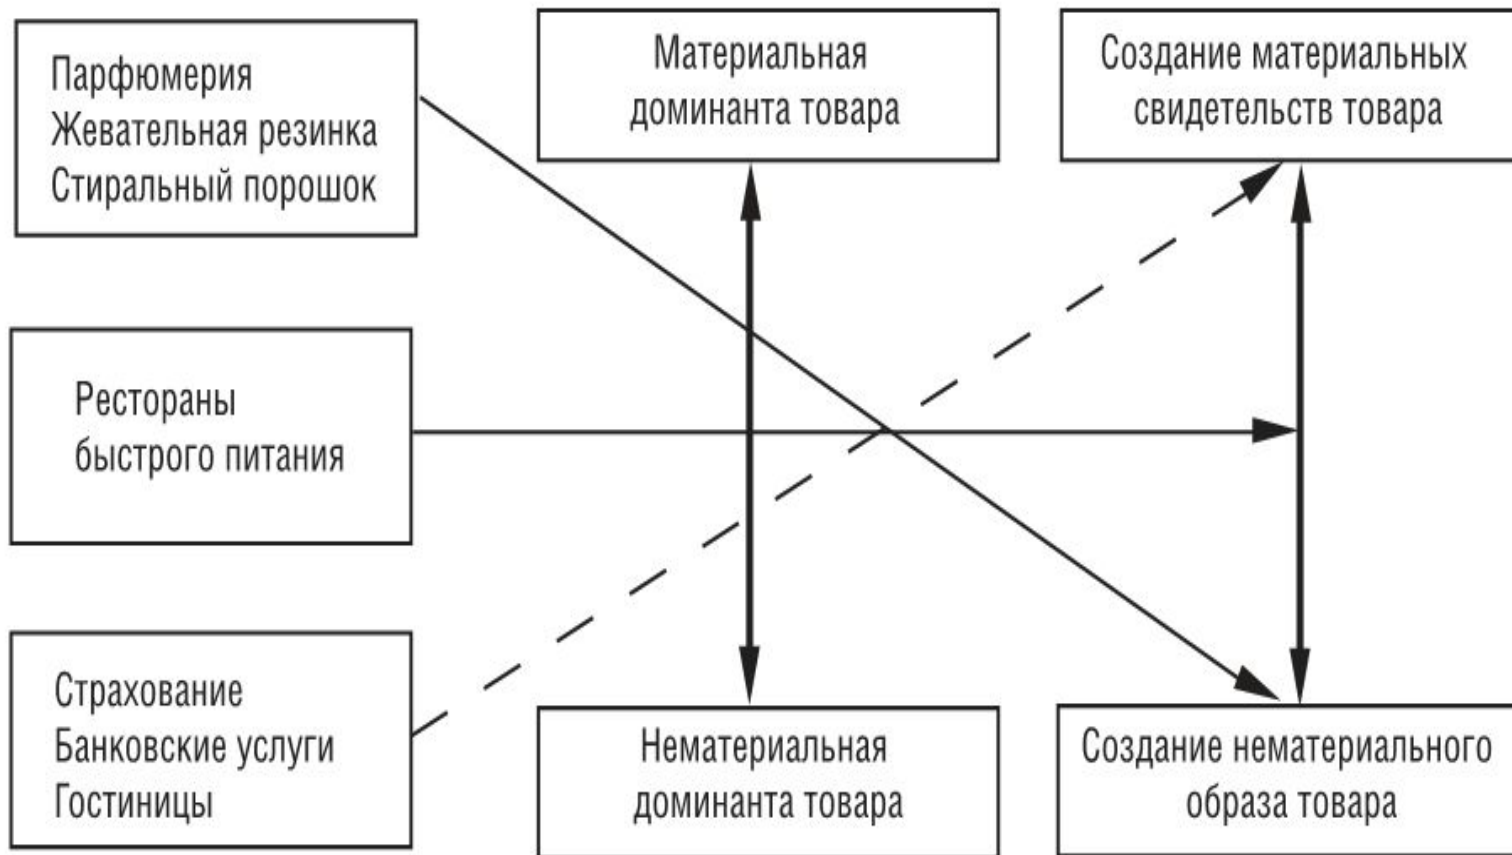 Парфюмерия
Жевательная резинка
Стиральный порошок
Материальная
доминанта товара
Создание материальных
свидетельств товара
Рестораны
быстрого питания
Страхование
Банковские услуги
Гостиницы
Нематериальная
доминанта товара
Создание нематериального
образа товара